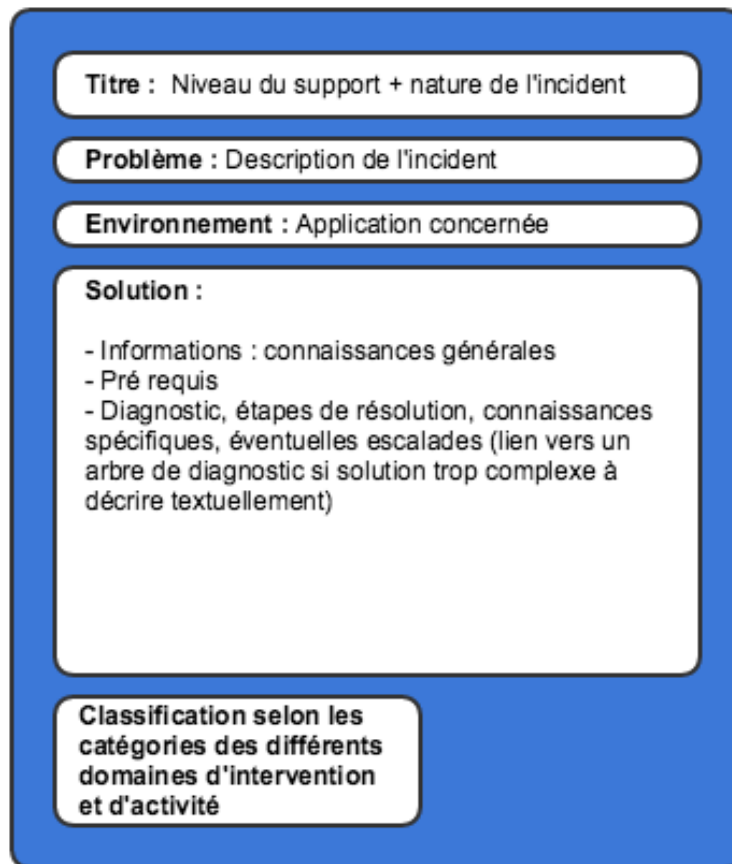 Titre : Niveau du support + nature de l'incident
Problème : Description de l'incident
Environnement : Application concernée
Solution :
- Informations : connaissances générales
- Pré requis
- Diagnostic, étapes de résolution, connaissances
spécifiques, éventuelles escalades (lien vers un
arbre de diagnostic si solution trop complexe à
décrire textuellement)
Classification selon les
catégories des différents
domaines d'intervention
et d'activité